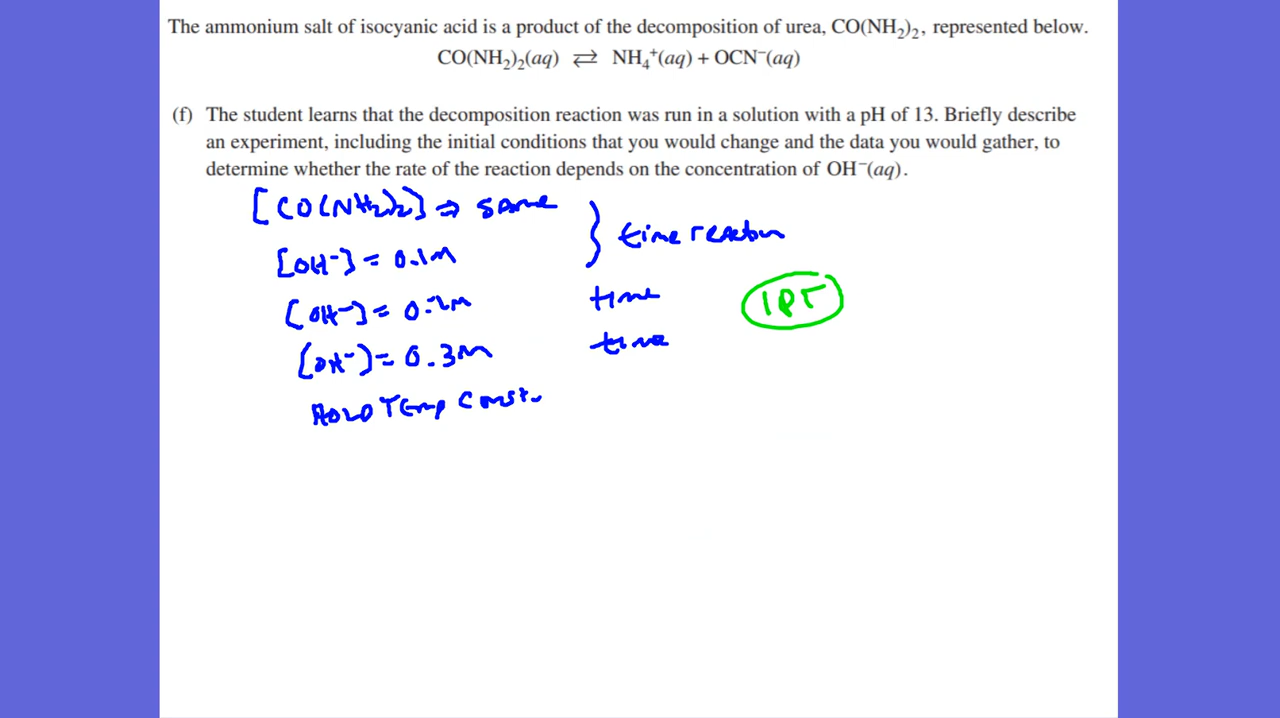 The ammonium salt of isocyanic acid is a product of the decomposition of urea, CO(NH₂)₂, represented below.
CO(NH₂)₂(aq) ⇄ NH₄⁺(aq) + OCN⁻(aq)
(f) The student learns that the decomposition reaction was run in a solution with a pH of 13. Briefly describe
an experiment, including the initial conditions that you would change and the data you would gather, to
determine whether the rate of the reaction depends on the concentration of OH⁻(aq).
[CO(NH₂)₂] ⇒ same
} time reaction
[OH⁻] = 0.1M
[OH⁻] = 0.2M time 1 PT
[OH⁻] = 0.3M time
HOLD Temp Const.